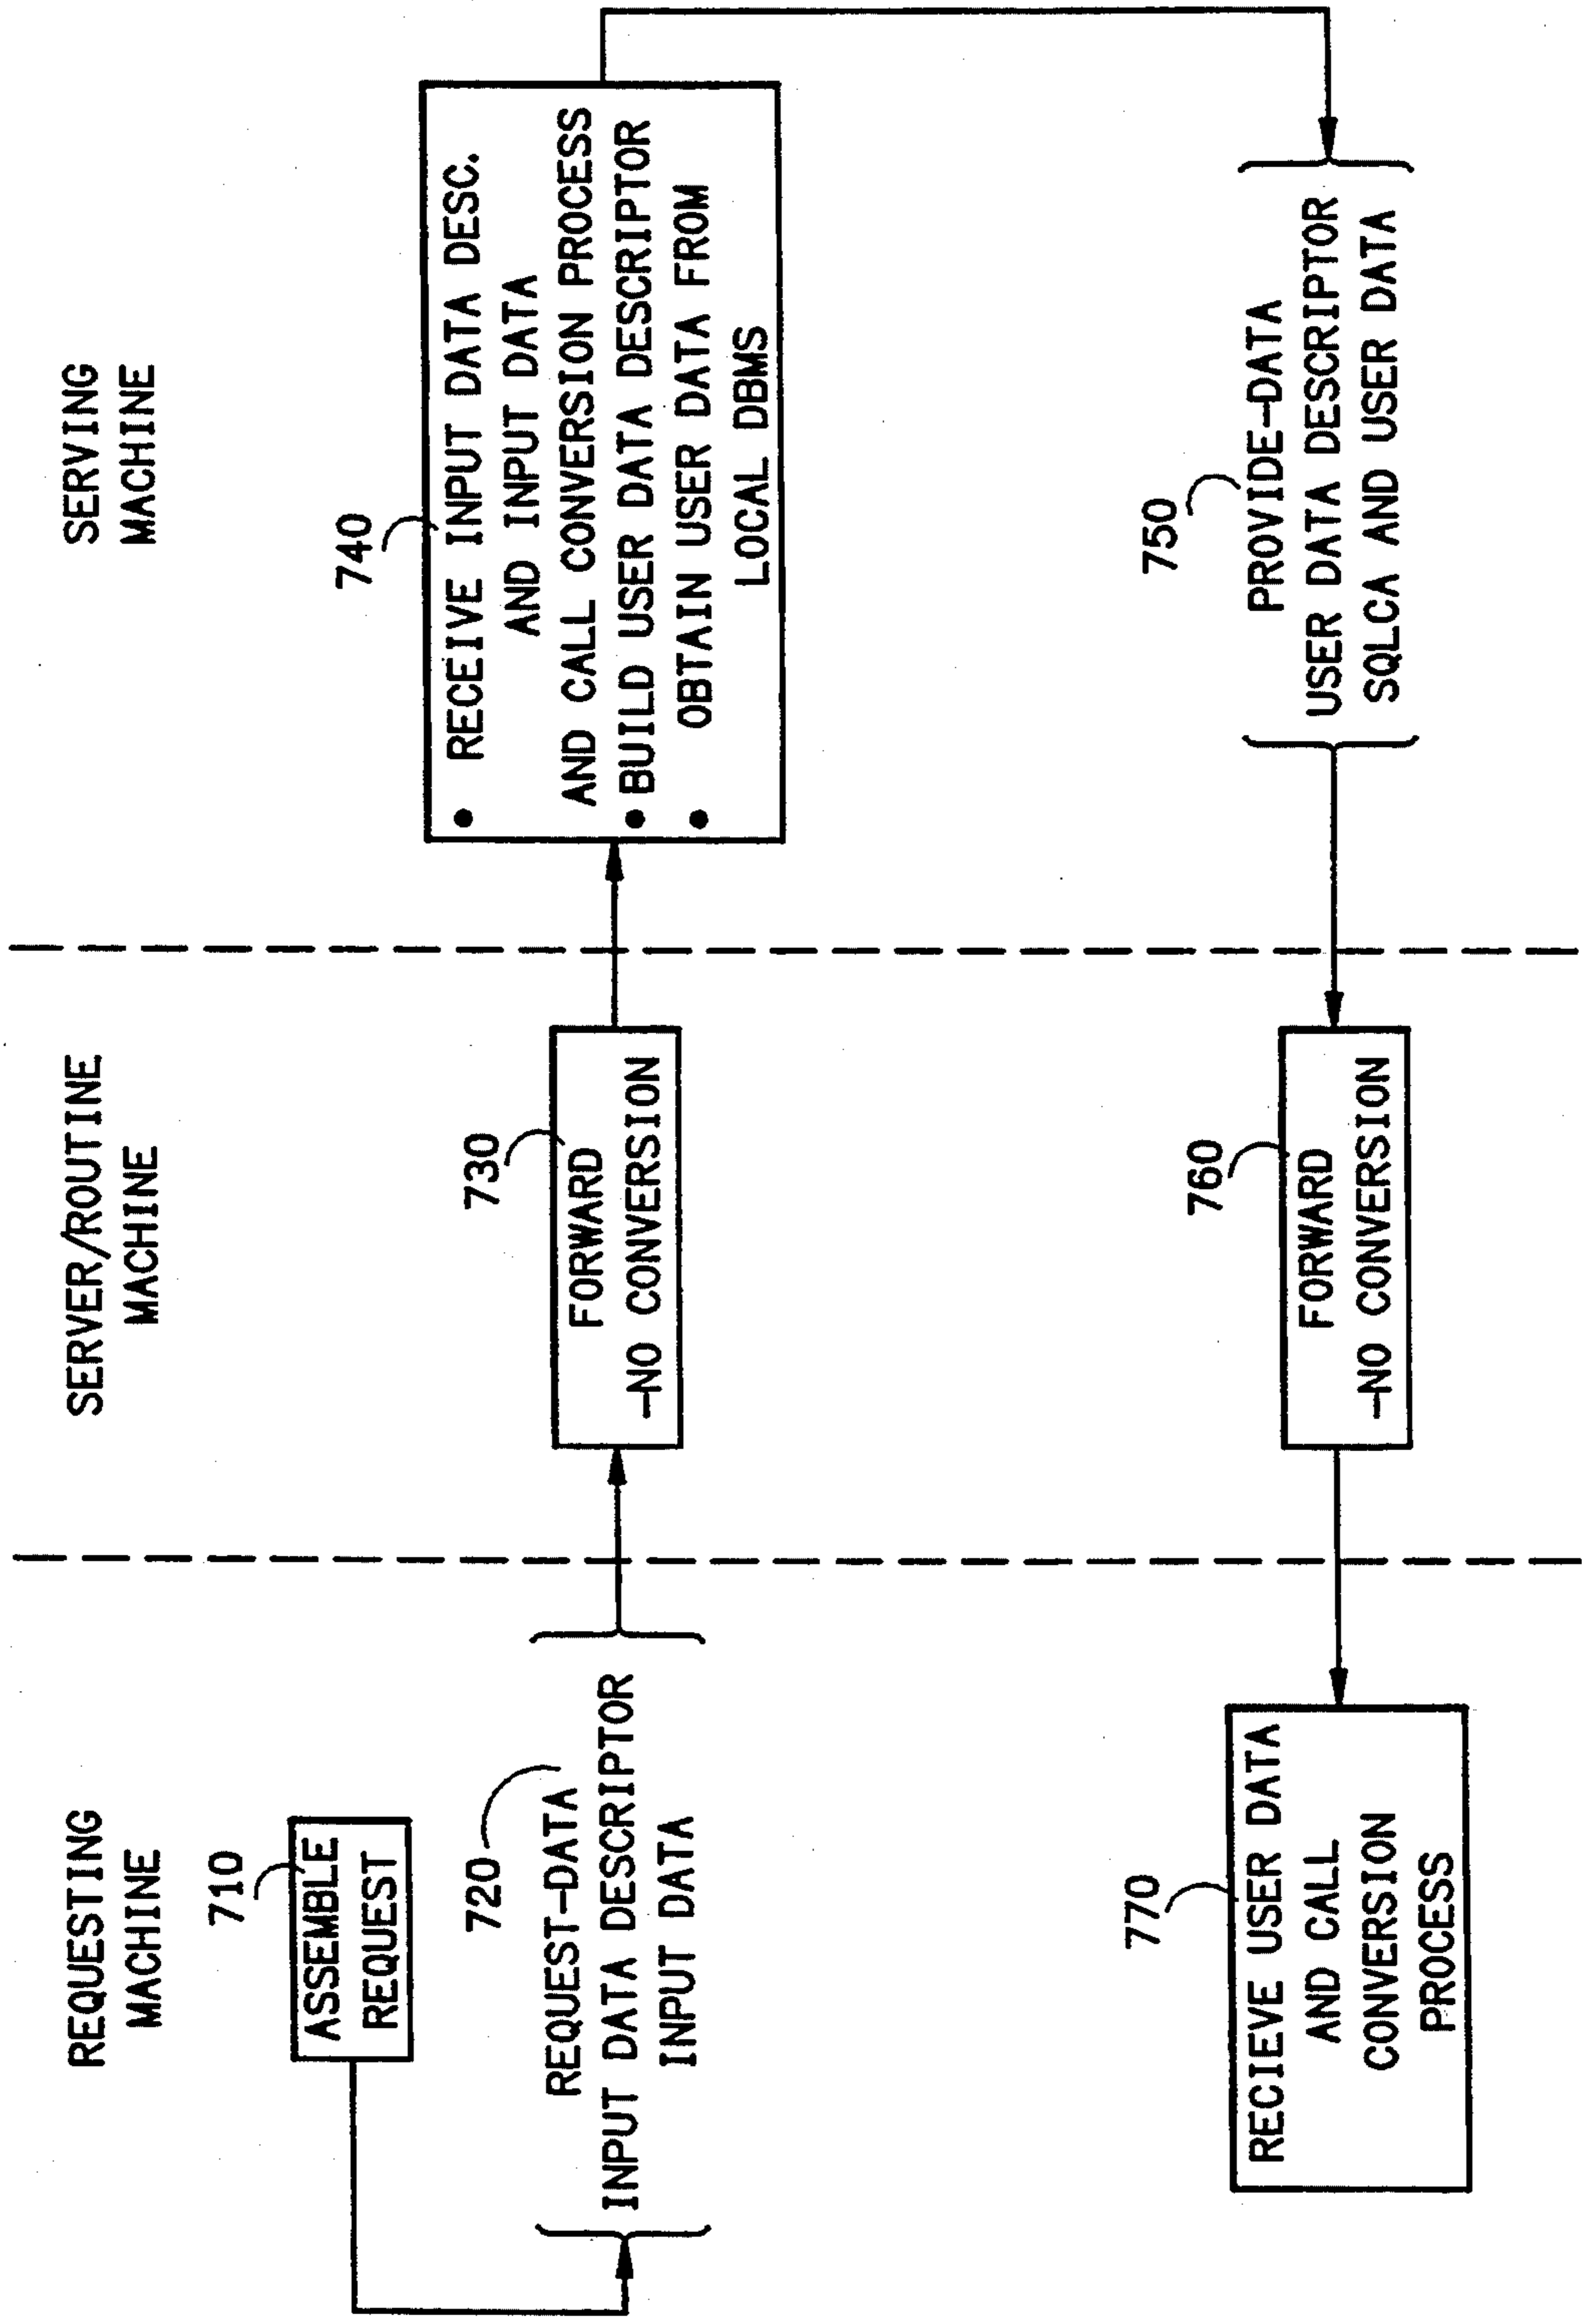 REQUESTING
MACHINE
SERVER/ROUTINE
MACHINE
SERVING
MACHINE
710
ASSEMBLE
REQUEST
720
REQUEST-DATA
INPUT DATA DESCRIPTOR
INPUT DATA
730
FORWARD
-NO CONVERSION
740
• RECEIVE INPUT DATA DESC.
AND INPUT DATA
AND CALL CONVERSION PROCESS
• BUILD USER DATA DESCRIPTOR
• OBTAIN USER DATA FROM
LOCAL DBMS
750
PROVIDE-DATA
USER DATA DESCRIPTOR
SQLCA AND USER DATA
760
FORWARD
-NO CONVERSION
770
RECIEVE USER DATA
AND CALL
CONVERSION
PROCESS